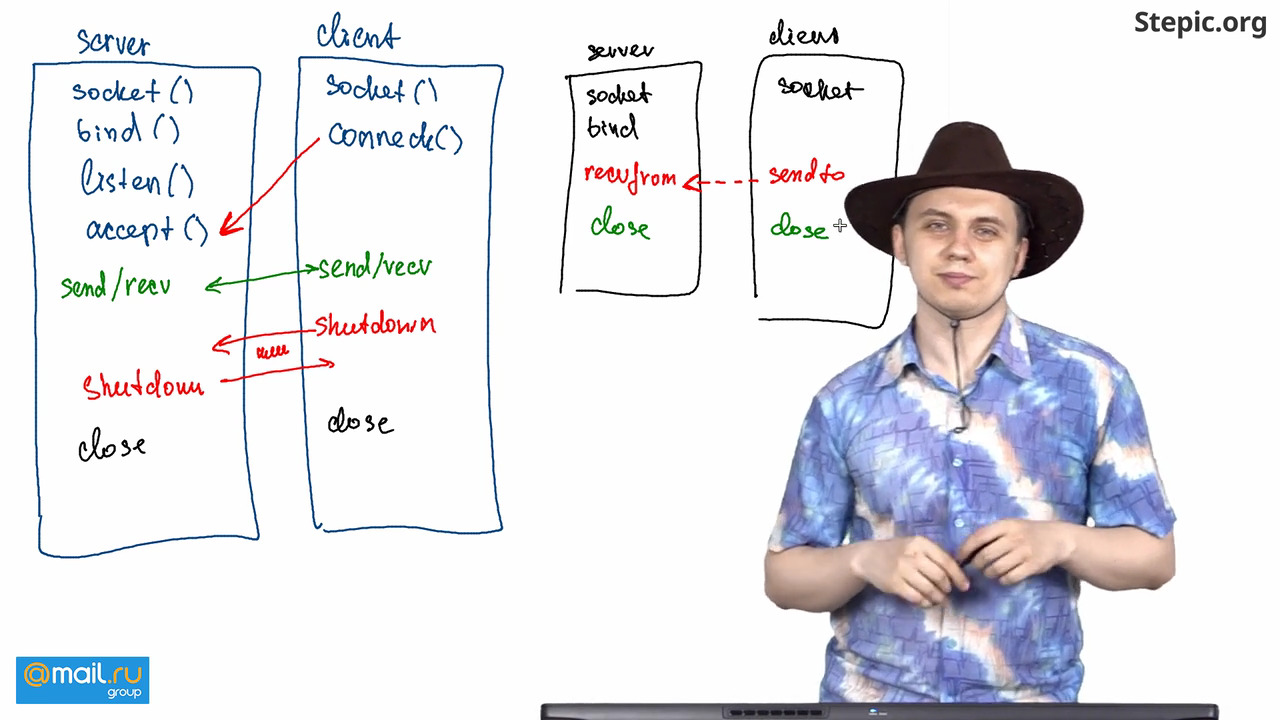 Stepic.org
server
socket()
bind()
listen()
accept()
send/recv
shutdown
close
client
socket()
connect()
send/recv
shutdown
close
server
socket
bind
recvfrom
close
client
socket
sendto
close
@mail.ru
group